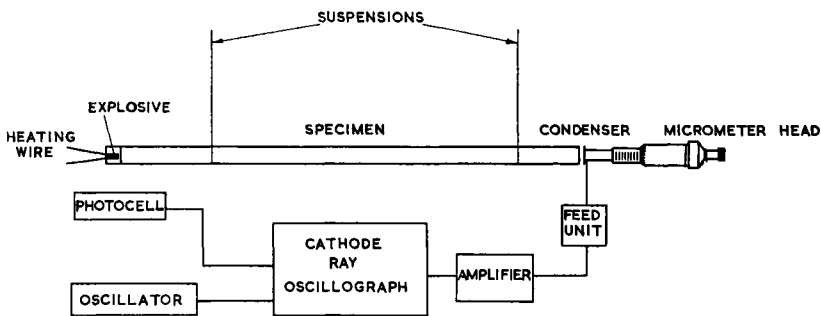 SUSPENSIONS
EXPLOSIVE
HEATING
WIRE
SPECIMEN
CONDENSER
MICROMETER HEAD
PHOTOCELL
FEED
UNIT
CATHODE
RAY
OSCILLOGRAPH
AMPLIFIER
OSCILLATOR